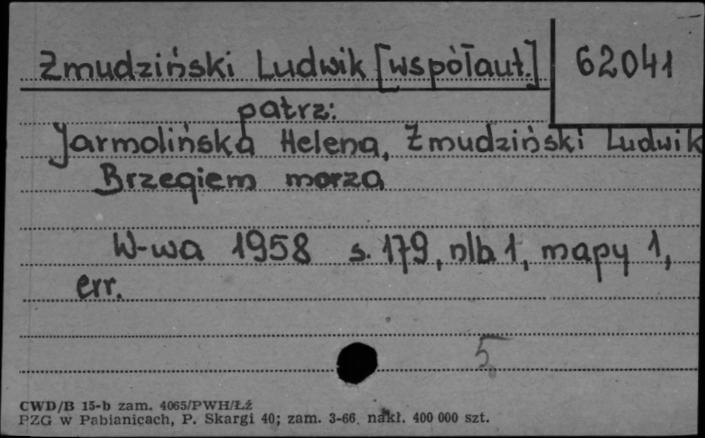 Żmudziński Ludwik [współaut.] 62041
patrz:
Jarmolińska Helena, Żmudziński Ludwik
Brzegiem morza
W-wa 1958 s. 179, nlb 1, mapy 1,
err.
5
CWD/B 15-b zam. 4065/PWH/Łź
PZG w Pabianicach, P. Skargi 40; zam. 3-66. nakł. 400 000 szt.